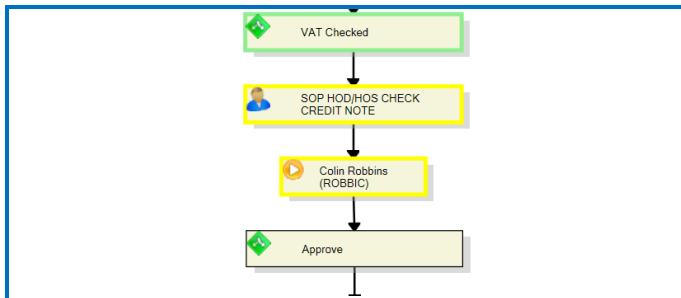 VAT Checked
SOP HOD/HOS CHECK
CREDIT NOTE
Colin Robbins
(ROBBIC)
Approve